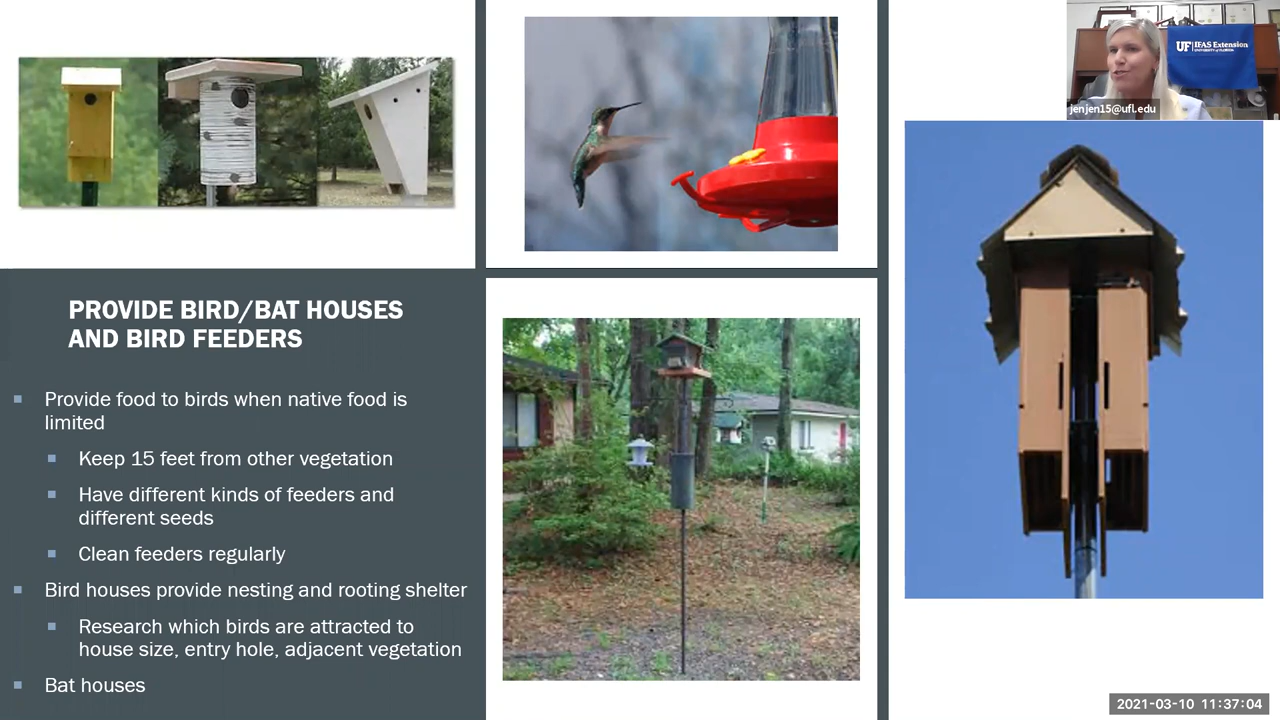 PROVIDE BIRD/BAT HOUSES
AND BIRD FEEDERS
Provide food to birds when native food is
limited
Keep 15 feet from other vegetation
Have different kinds of feeders and
different seeds
Clean feeders regularly
Bird houses provide nesting and rooting shelter
Research which birds are attracted to
house size, entry hole, adjacent vegetation
Bat houses
UF IFAS Extension
UNIVERSITY of FLORIDA
jenjen15@ufl.edu
2021-03-10 11:37:04